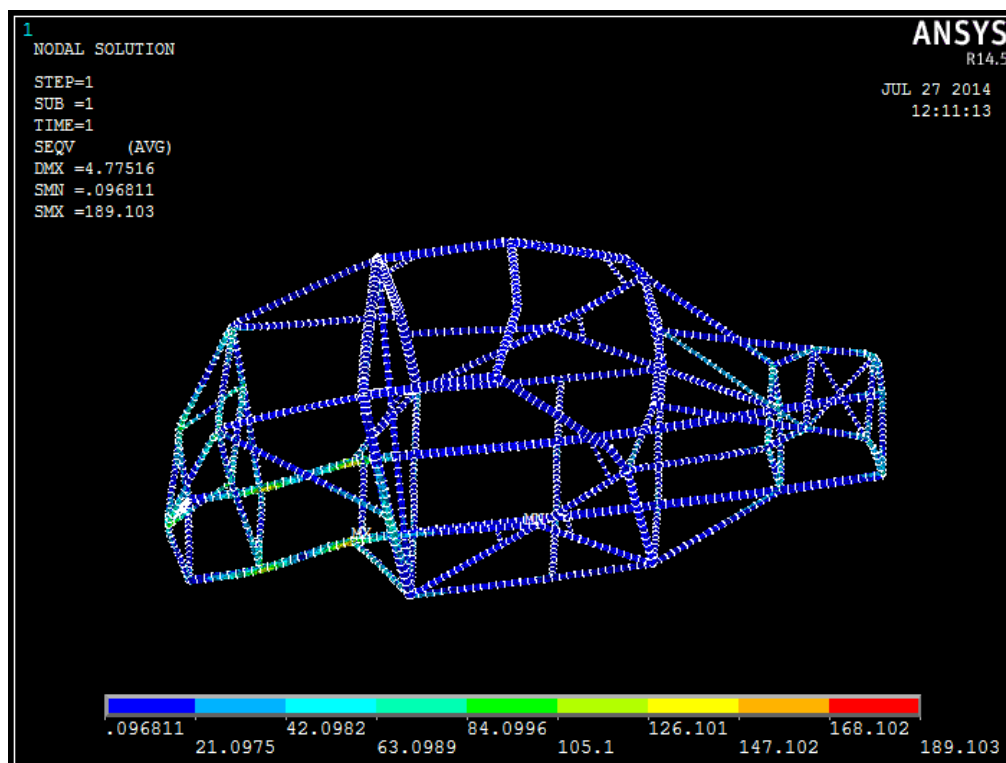 1
NODAL SOLUTION
STEP=1
SUB =1
TIME=1
SEQV (AVG)
DMX =4.77516
SMN =.096811
SMX =189.103
ANSYS
R14.5
JUL 27 2014
12:11:13
MX
MN
.096811 42.0982 84.0996 126.101 168.102
21.0975 63.0989 105.1 147.102 189.103